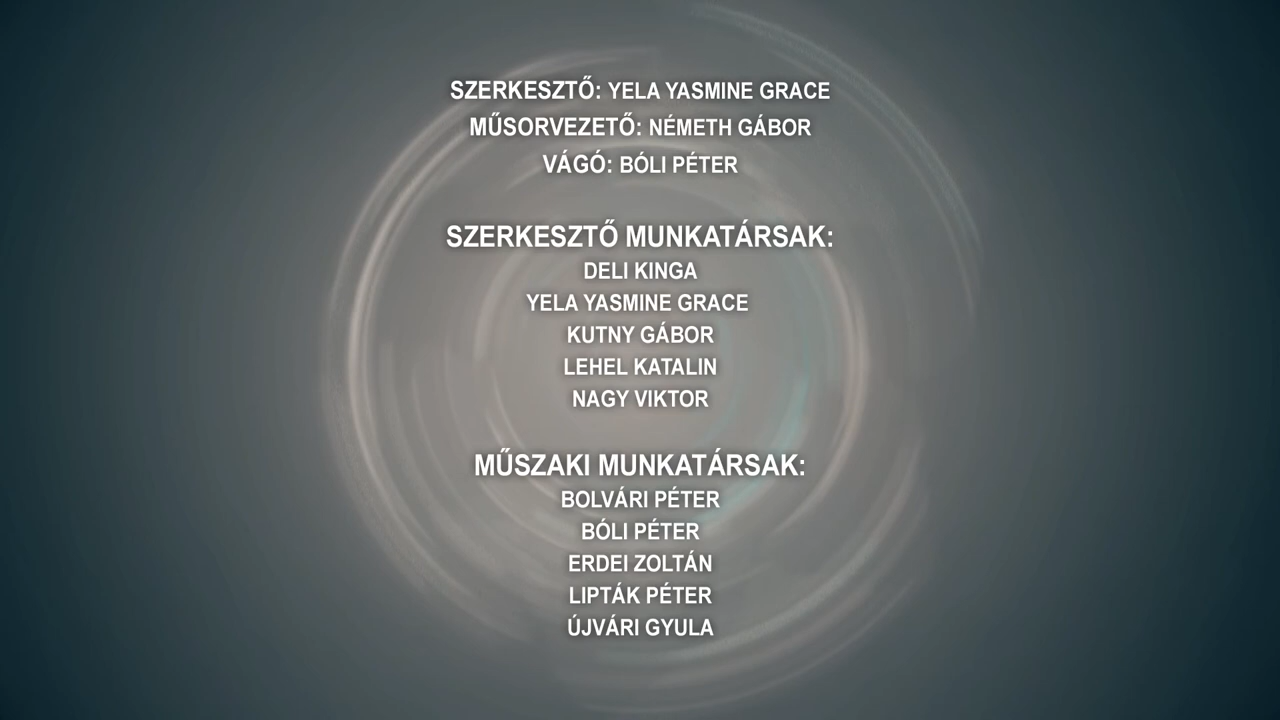 SZERKESZTŐ: YELA YASMINE GRACE
MŰSORVEZETŐ: NÉMETH GÁBOR
VÁGÓ: BÓLI PÉTER
SZERKESZTŐ MUNKATÁRSAK:
DELI KINGA
YELA YASMINE GRACE
KUTNY GÁBOR
LEHEL KATALIN
NAGY VIKTOR
MŰSZAKI MUNKATÁRSAK:
BOLVÁRI PÉTER
BÓLI PÉTER
ERDEI ZOLTÁN
LIPTÁK PÉTER
ÚJVÁRI GYULA